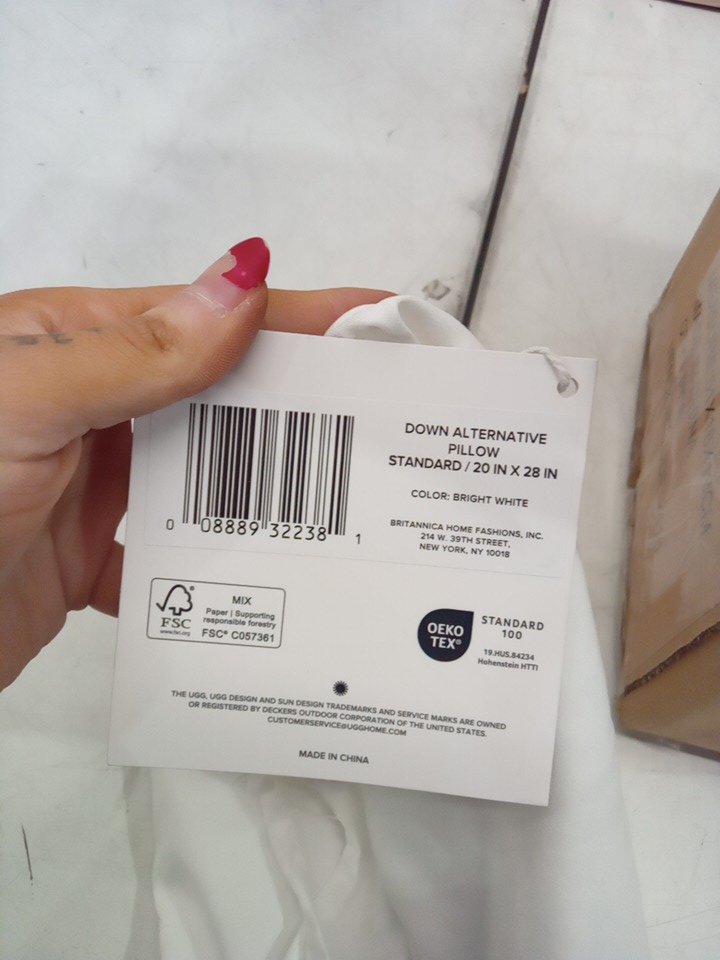 DOWN ALTERNATIVE
PILLOW
STANDARD / 20 IN X 28 IN
COLOR: BRIGHT WHITE
BRITANNICA HOME FASHIONS, INC.
214 W. 39TH STREET,
NEW YORK, NY 10018
0 08889 32238 1
FSC
www.fsc.org
MIX
Paper | Supporting
responsible forestry
FSC® C057361
OEKO
TEX®
STANDARD
100
19.HUS.84234
Hohenstein HTTI
THE UGG, UGG DESIGN AND SUN DESIGN TRADEMARKS AND SERVICE MARKS ARE OWNED
OR REGISTERED BY DECKERS OUTDOOR CORPORATION OF THE UNITED STATES.
CUSTOMERSERVICE@UGGHOME.COM
MADE IN CHINA